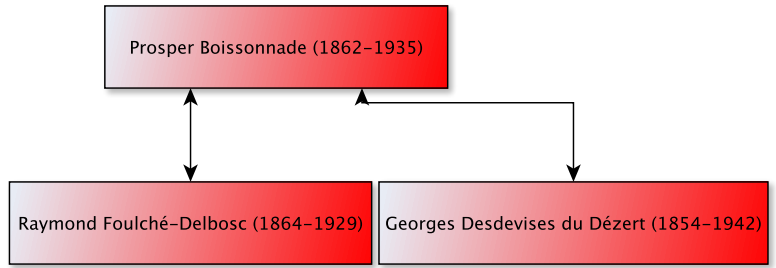 Prosper Boissonnade (1862-1935)
Raymond Foulché-Delbosc (1864-1929)
Georges Desdevises du Dézert (1854-1942)